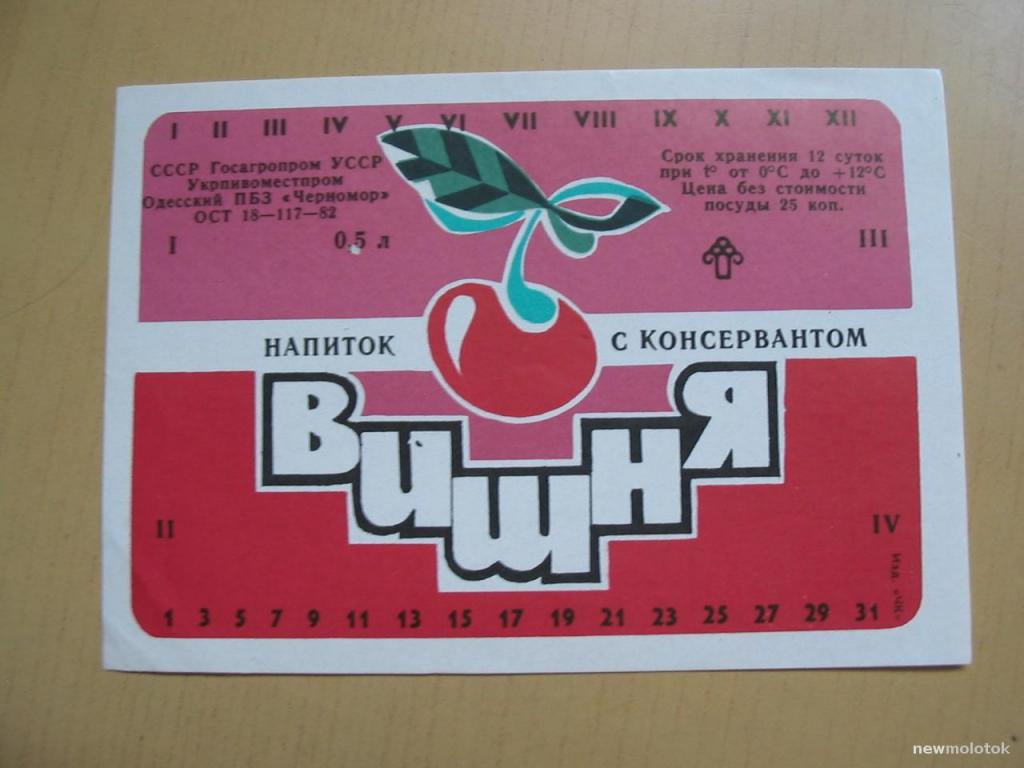 I II III IV V VI VII VIII IX X XI XII
СССР Госагропром УССР
Укрпивоместпром
Одесский ПБЗ «Черномор»
ОСТ 18—117—82
I 0,5 л
Срок хранения 12 суток
при t° от 0°С до +12°С
Цена без стоимости
посуды 25 коп.
III
НАПИТОК С КОНСЕРВАНТОМ
ВИШНЯ
II
IV
Изд. «ЧК»
1 3 5 7 9 11 13 15 17 19 21 23 25 27 29 31
newmolotok